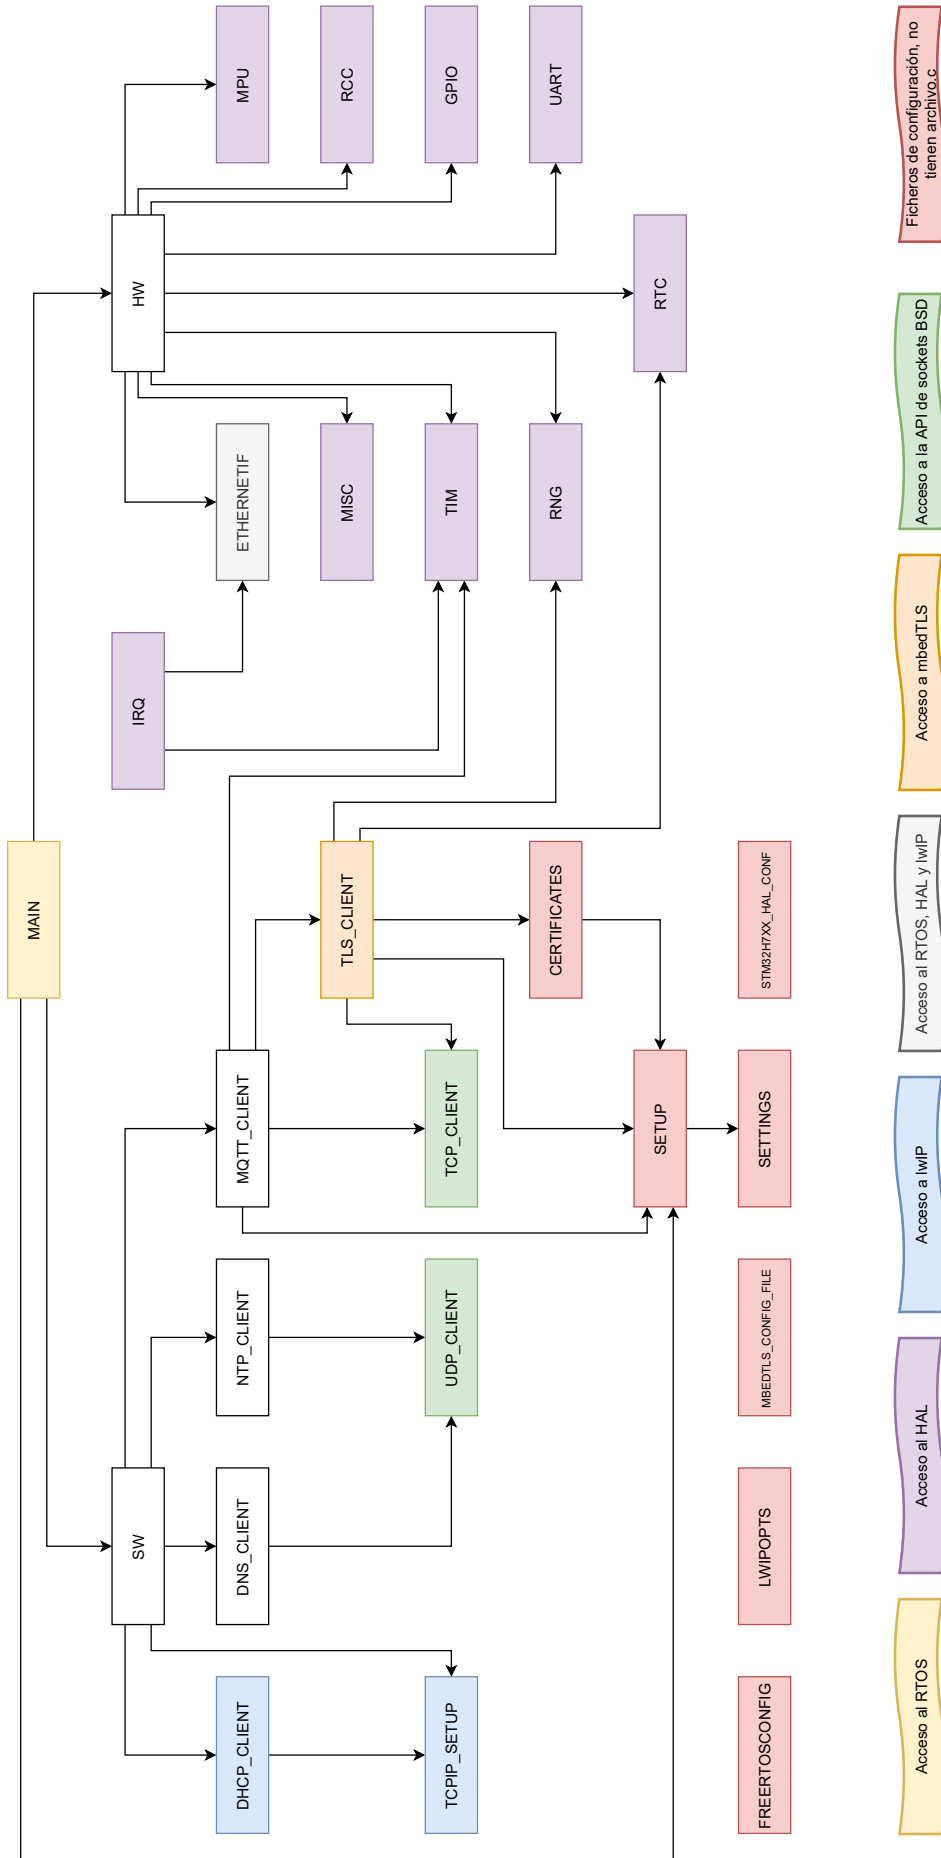 MAIN
SW
IRQ
HW
DHCP_CLIENT
DNS_CLIENT
NTP_CLIENT
MQTT_CLIENT
ETHERNETIF
MPU
TLS_CLIENT
MISC
RCC
TCPIP_SETUP
UDP_CLIENT
TCP_CLIENT
TIM
GPIO
CERTIFICATES
RNG
UART
SETUP
RTC
FREERTOSCONFIG
LWIPOPTS
MBEDTLS_CONFIG_FILE
SETTINGS
STM32H7XX_HAL_CONF
Acceso al RTOS
Acceso al HAL
Acceso a lwIP
Acceso al RTOS, HAL y lwIP
Acceso a mbedTLS
Acceso a la API de sockets BSD
Ficheros de configuración, no
tienen archivo.c